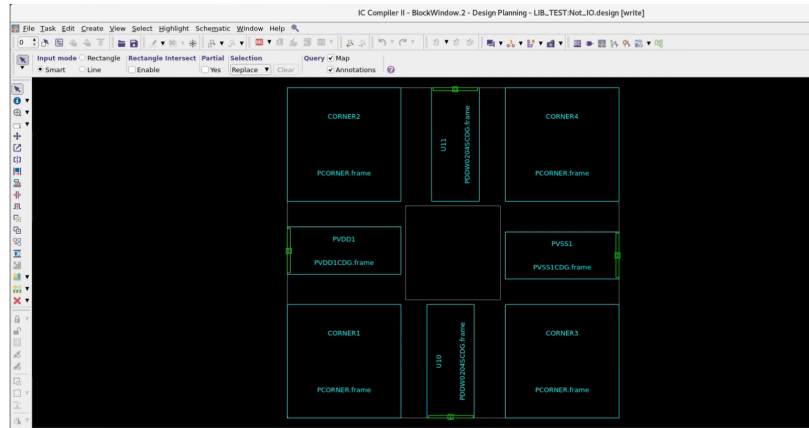 IC Compiler II - BlockWindow.2 - Design Planning - LIB_TEST:Not_IO.design [write]
File Task Edit Create View Select Highlight Schematic Window Help
0
Input mode Rectangle Rectangle Intersect Partial Selection Query Map
Smart Line Enable Yes Replace Clear Annotations
CORNER2
U11
PDDW0204SCDG.frame
CORNER4
PCORNER.frame
PCORNER.frame
PVDD1
PVSS1
PVDD1CDG.frame
PVSS1CDG.frame
CORNER1
U10
PDDW0204SCDG.frame
CORNER3
PCORNER.frame
PCORNER.frame